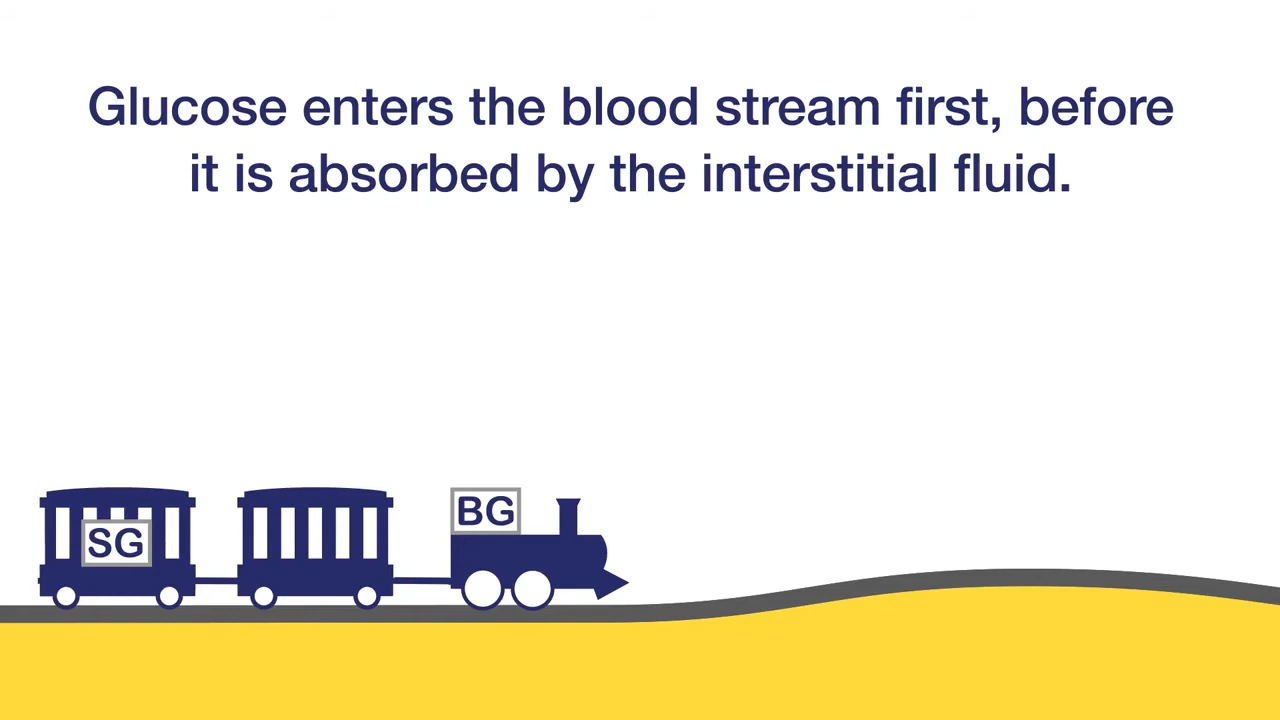 Glucose enters the blood stream first, before
it is absorbed by the interstitial fluid.
BG
SG